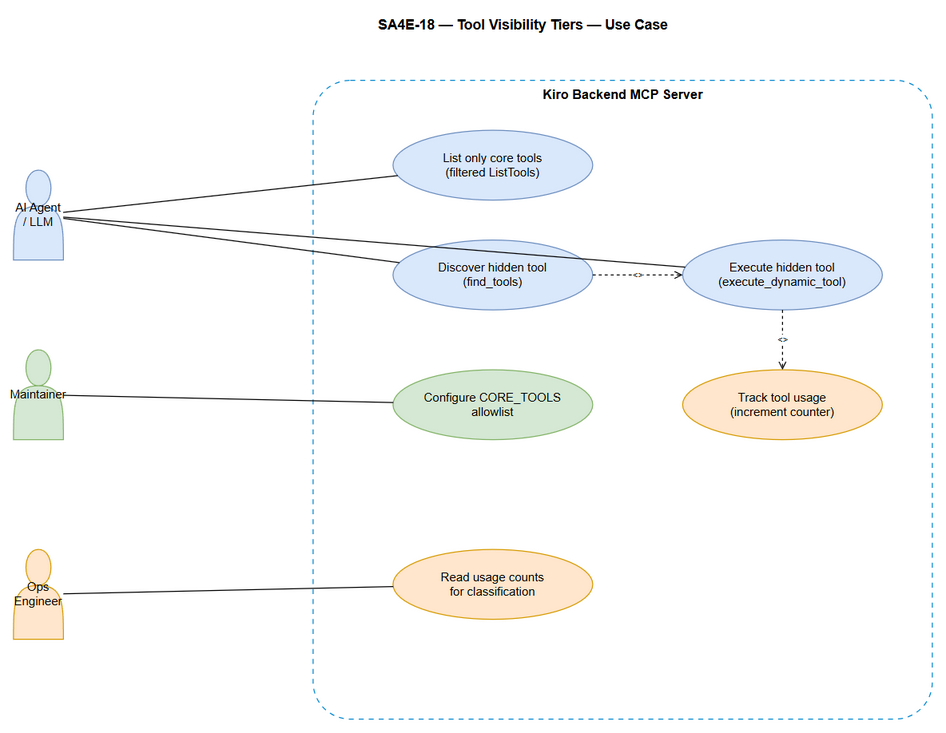 SA4E-18 — Tool Visibility Tiers — Use Case
Kiro Backend MCP Server
List only core tools
(filtered ListTools)
AI Agent
/ LLM
Discover hidden tool
(find_tools)
<>
Execute hidden tool
(execute_dynamic_tool)
<>
Maintainer
Configure CORE_TOOLS
allowlist
Track tool usage
(increment counter)
Ops
Engineer
Read usage counts
for classification